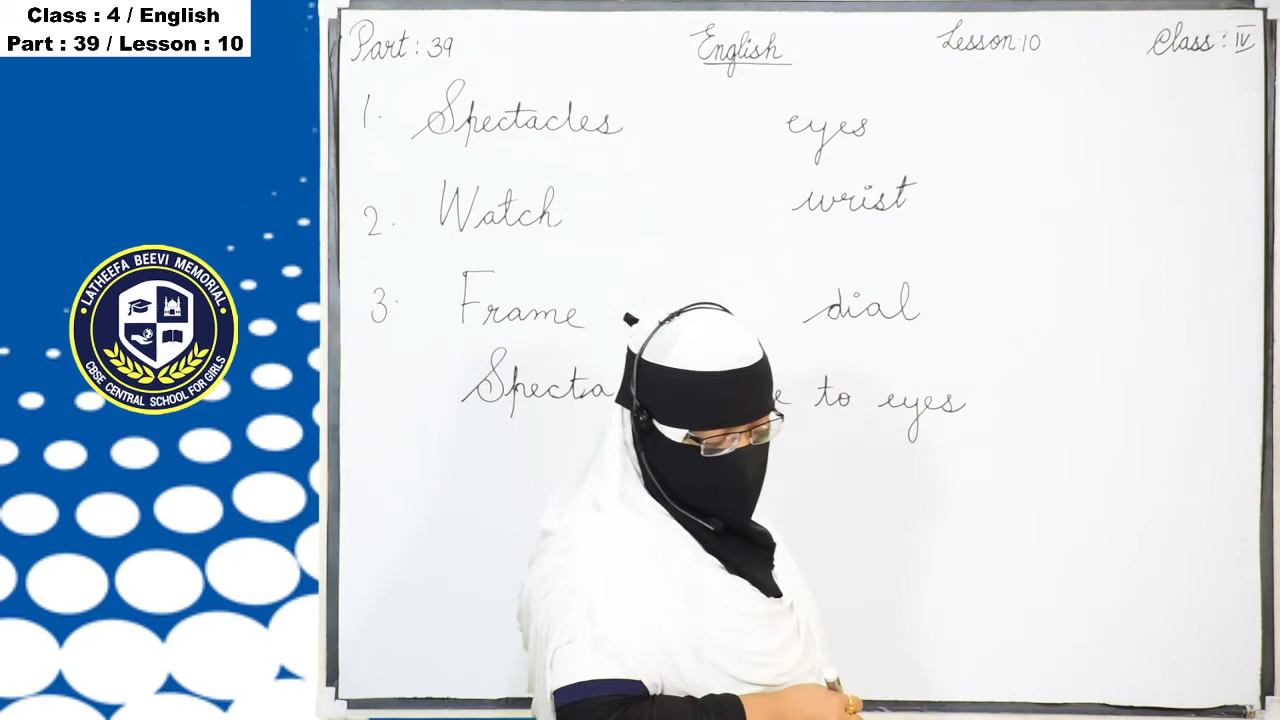 Class : 4 / English
Part : 39 / Lesson : 10
Part : 39 English Lesson 10 Class : IV
1. Spectacles eyes
2. Watch wrist
3. Frame dial
to eyes
LATHEEFA BEEVI MEMORIAL
CBSE CENTRAL SCHOOL FOR GIRLS